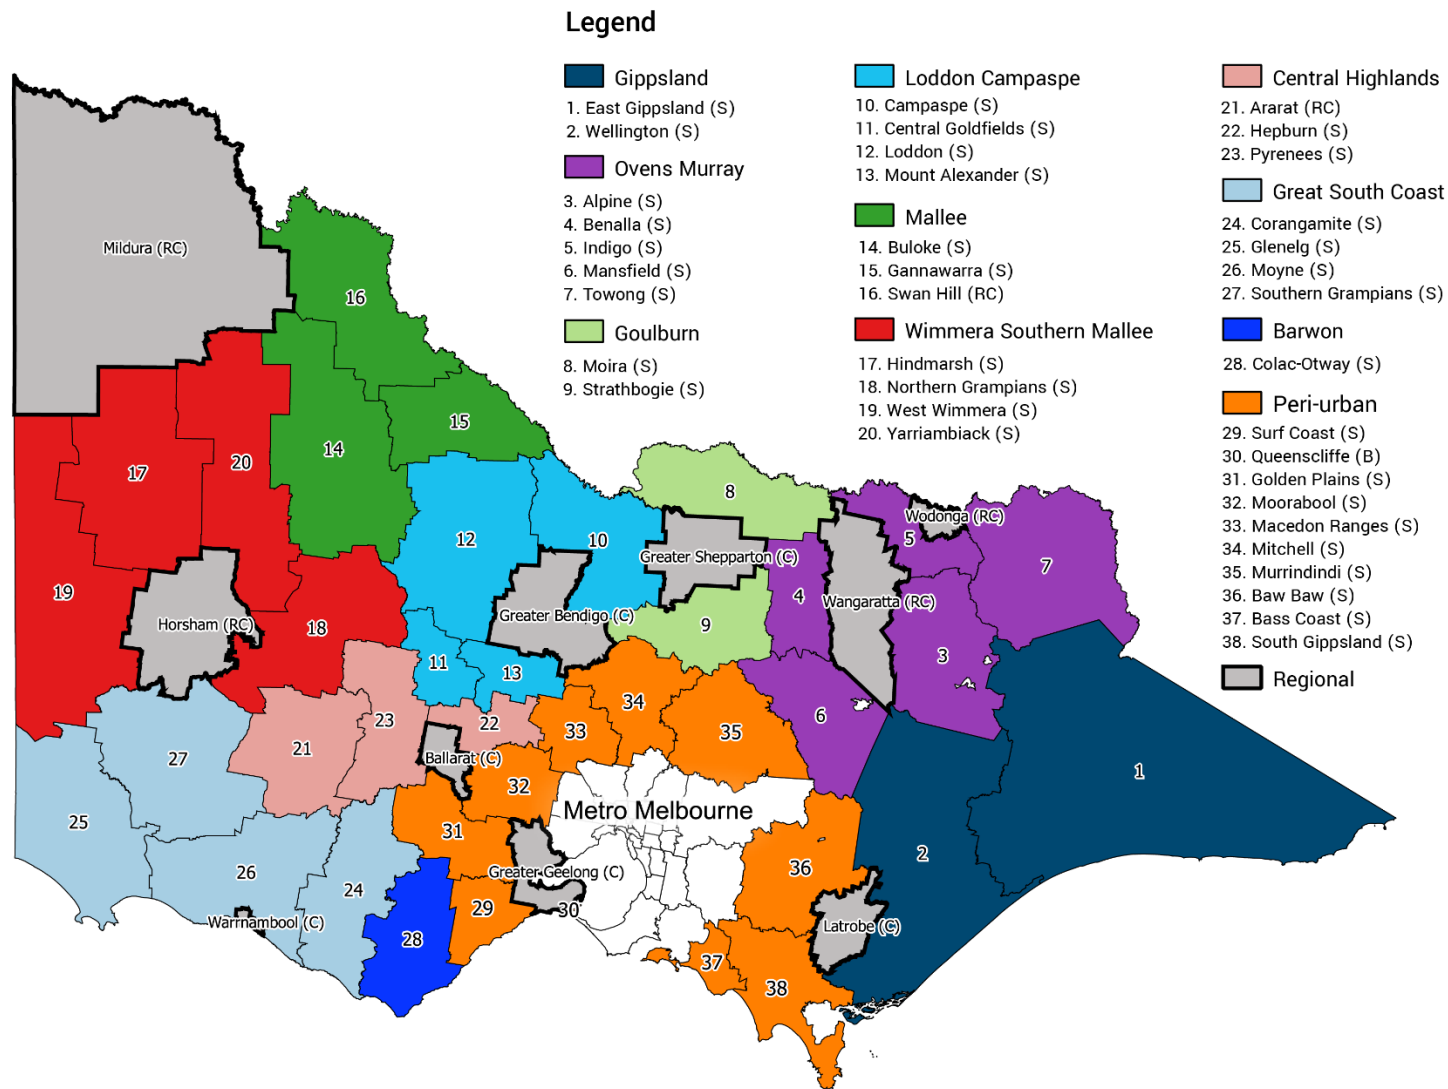 Legend
Gippsland
1. East Gippsland (S)
2. Wellington (S)
Ovens Murray
3. Alpine (S)
4. Benalla (S)
5. Indigo (S)
6. Mansfield (S)
7. Towong (S)
Goulburn
8. Moira (S)
9. Strathbogie (S)
Loddon Campaspe
10. Campaspe (S)
11. Central Goldfields (S)
12. Loddon (S)
13. Mount Alexander (S)
Mallee
14. Buloke (S)
15. Gannawarra (S)
16. Swan Hill (RC)
Wimmera Southern Mallee
17. Hindmarsh (S)
18. Northern Grampians (S)
19. West Wimmera (S)
20. Yarriambiack (S)
Central Highlands
21. Ararat (RC)
22. Hepburn (S)
23. Pyrenees (S)
Great South Coast
24. Corangamite (S)
25. Glenelg (S)
26. Moyne (S)
27. Southern Grampians (S)
Barwon
28. Colac-Otway (S)
Peri-urban
29. Surf Coast (S)
30. Queenscliffe (B)
31. Golden Plains (S)
32. Moorabool (S)
33. Macedon Ranges (S)
34. Mitchell (S)
35. Murrindindi (S)
36. Baw Baw (S)
37. Bass Coast (S)
38. South Gippsland (S)
Regional
Mildura (RC)
16
15
14
20
17
8
Wodonga (RC)
5
12
10
Greater Shepparton (C)
7
19
4
Wangaratta (RC)
Horsham (RC)
18
Greater Bendigo (C)
9
11
13
3
34
6
23
22
33
35
21
27
Ballarat (C)
1
32
Metro Melbourne
25
31
2
26
Greater Geelong (C)
36
24
29
30
Warrnambool (C)
Latrobe (C)
28
37
38